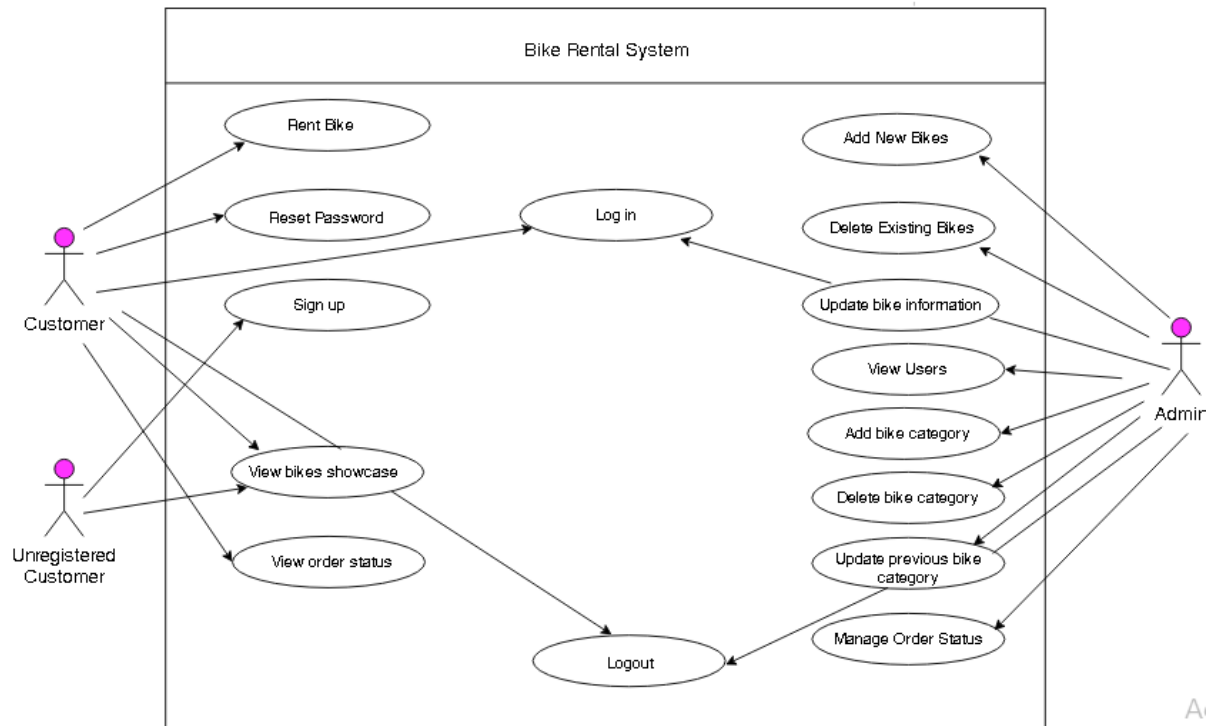 Bike Rental System
Rent Bike
Add New Bikes
Reset Password
Log in
Delete Existing Bikes
Sign up
Update bike information
Customer
View Users
Admin
Add bike category
View bikes showcase
Delete bike category
Unregistered
Customer
View order status
Update previous bike
category
Manage Order Status
Logout